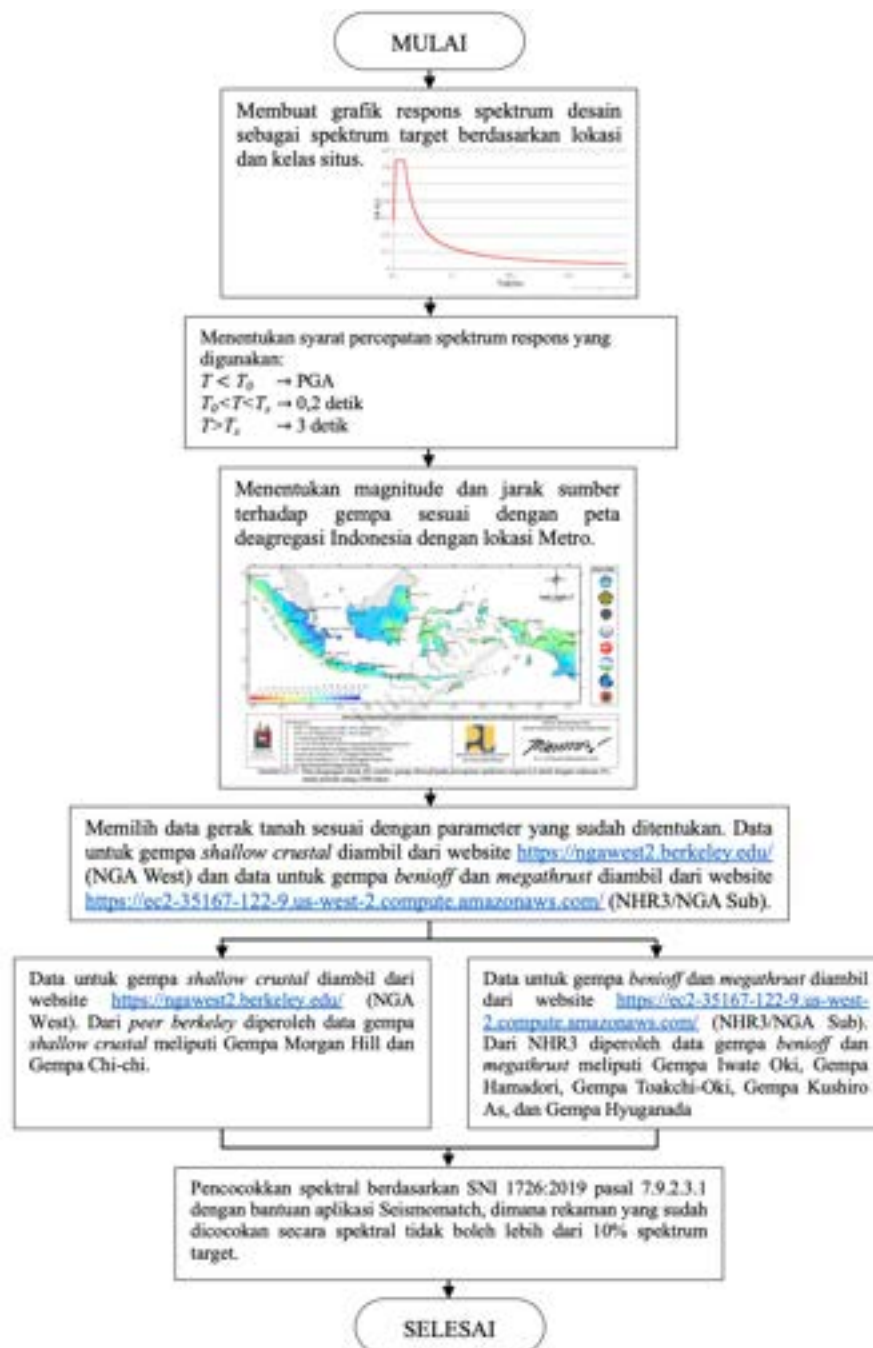 MULAI
Membuat grafik respons spektrum desain
sebagai spektrum target berdasarkan lokasi
dan kelas situs.
Menentukan syarat percepatan spektrum respons yang
digunakan:
T < T₀ → PGA
T₀<T<Tₛ → 0,2 detik
T>Tₛ → 3 detik
Menentukan magnitude dan jarak sumber
terhadap gempa sesuai dengan peta
deagregasi Indonesia dengan lokasi Metro.
Memilih data gerak tanah sesuai dengan parameter yang sudah ditentukan. Data
untuk gempa shallow crustal diambil dari website https://ngawest2.berkeley.edu/
(NGA West) dan data untuk gempa benioff dan megathrust diambil dari website
https://ec2-35167-122-9.us-west-2.compute.amazonaws.com/ (NHR3/NGA Sub).
Data untuk gempa shallow crustal diambil dari
website https://ngawest2.berkeley.edu/ (NGA
West). Dari peer berkeley diperoleh data gempa
shallow crustal meliputi Gempa Morgan Hill dan
Gempa Chi-chi.
Data untuk gempa benioff dan megathrust diambil
dari website https://ec2-35167-122-9.us-west-
2.compute.amazonaws.com/ (NHR3/NGA Sub).
Dari NHR3 diperoleh data gempa benioff dan
megathrust meliputi Gempa Iwate Oki, Gempa
Hamadori, Gempa Toakchi-Oki, Gempa Kushiro
As, dan Gempa Hyuganada
Pencocokkan spektral berdasarkan SNI 1726:2019 pasal 7.9.2.3.1
dengan bantuan aplikasi Seismomatch, dimana rekaman yang sudah
dicocokan secara spektral tidak boleh lebih dari 10% spektrum
target.
SELESAI